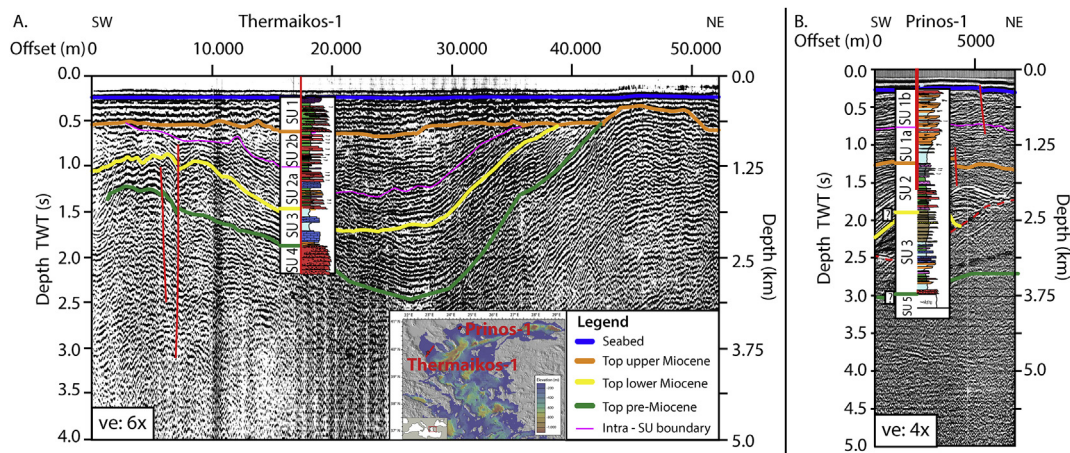 A.
SW
Thermaikos-1
NE
Offset (m)
0
10.000
20.000
30.000
40.000
50.000
Depth TWT (s)
0.0
0.5
1.0
1.5
2.0
2.5
3.0
3.5
4.0
SU 1
SU 2b
SU 2a
SU 3
SU 4
0.0
1.25
2.5
3.75
5.0
Depth (km)
ve: 6x
Prinos-1
Thermaikos-1
Elevation (m)
Legend
Seabed
Top upper Miocene
Top lower Miocene
Top pre-Miocene
Intra - SU boundary
B.
SW
Prinos-1
NE
Offset (m)
0
5000
Depth TWT (s)
0.0
0.5
1.0
1.5
2.0
2.5
3.0
3.5
4.0
4.5
5.0
SU 1b
SU 1a
SU 2
?
SU 3
?
SU 5
0.0
1.25
2.5
3.75
5.0
Depth (km)
ve: 4x